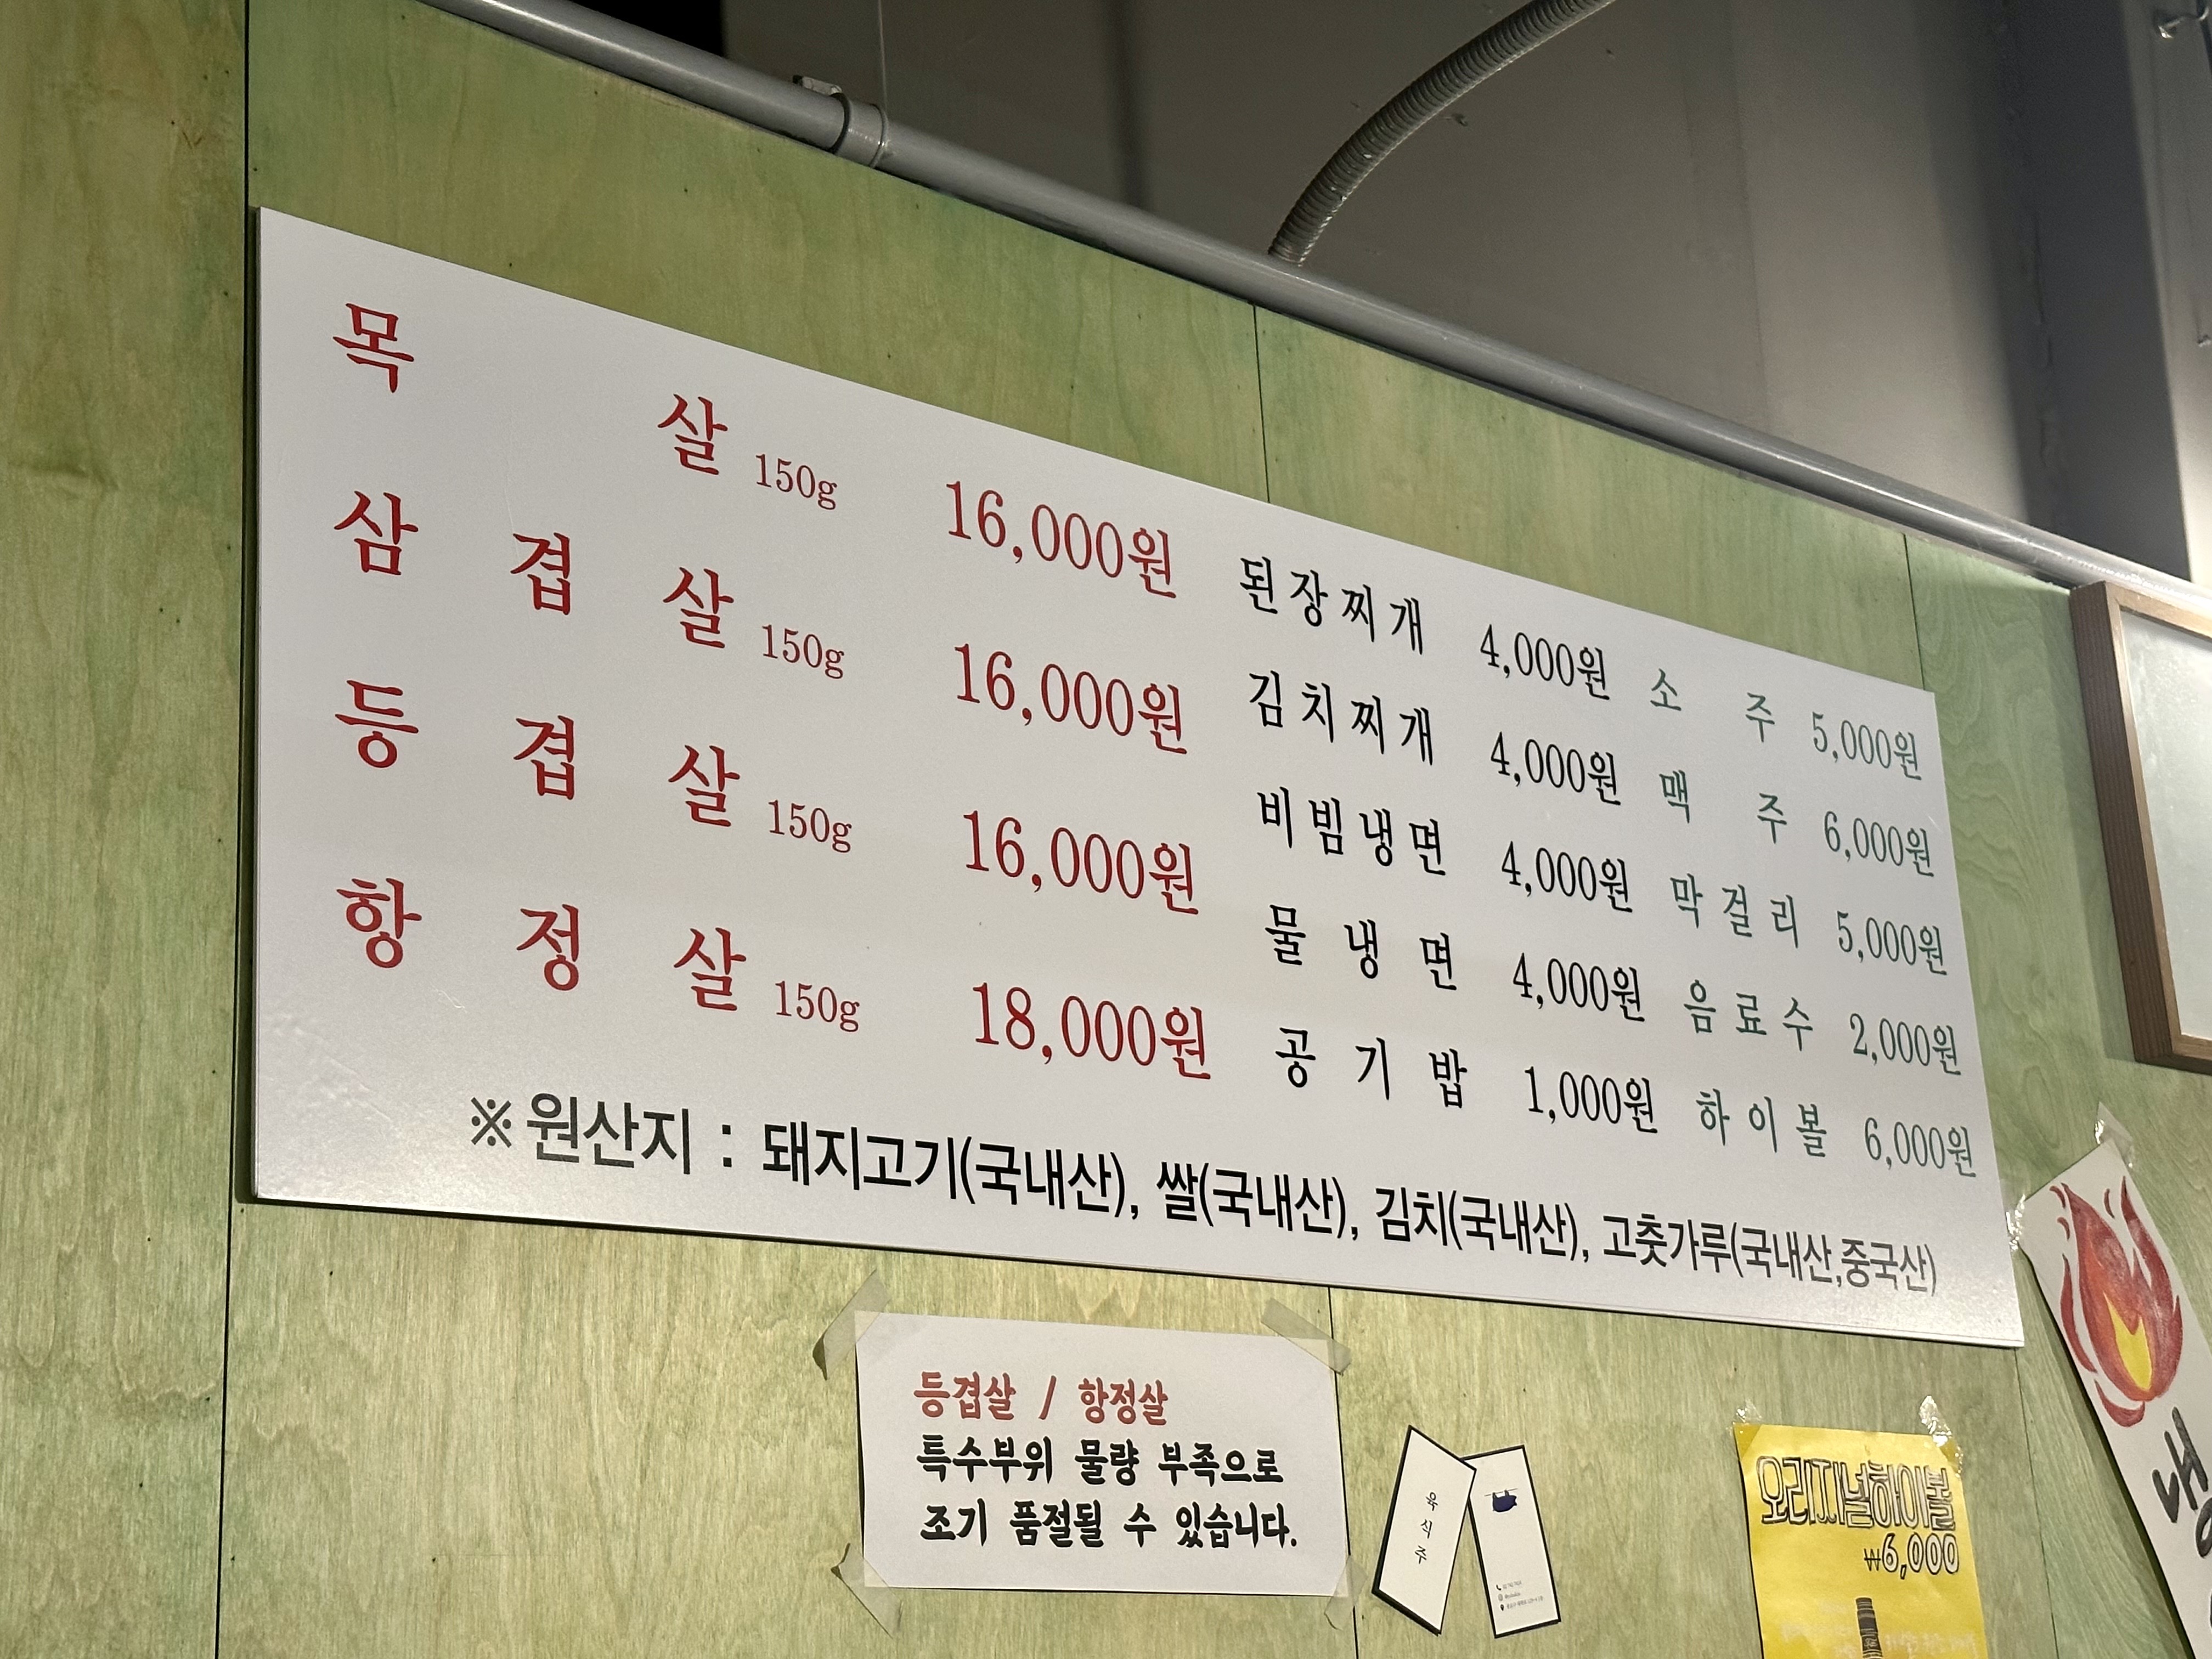 목 살 150g 16,000원
삼 겹 살 150g 16,000원
등 겹 살 150g 16,000원
항 정 살 150g 18,000원
된장찌개 4,000원
김치찌개 4,000원
비빔냉면 4,000원
물 냉 면 4,000원
공 기 밥 1,000원
소 주 5,000원
맥 주 6,000원
막걸리 5,000원
음료수 2,000원
하이볼 6,000원
※원산지 : 돼지고기(국내산), 쌀(국내산), 김치(국내산), 고춧가루(국내산,중국산)
등겹살 / 항정살
특수부위 물량 부족으로
조기 품절될 수 있습니다.
육
식
주
오리지널하이볼
₩6,000